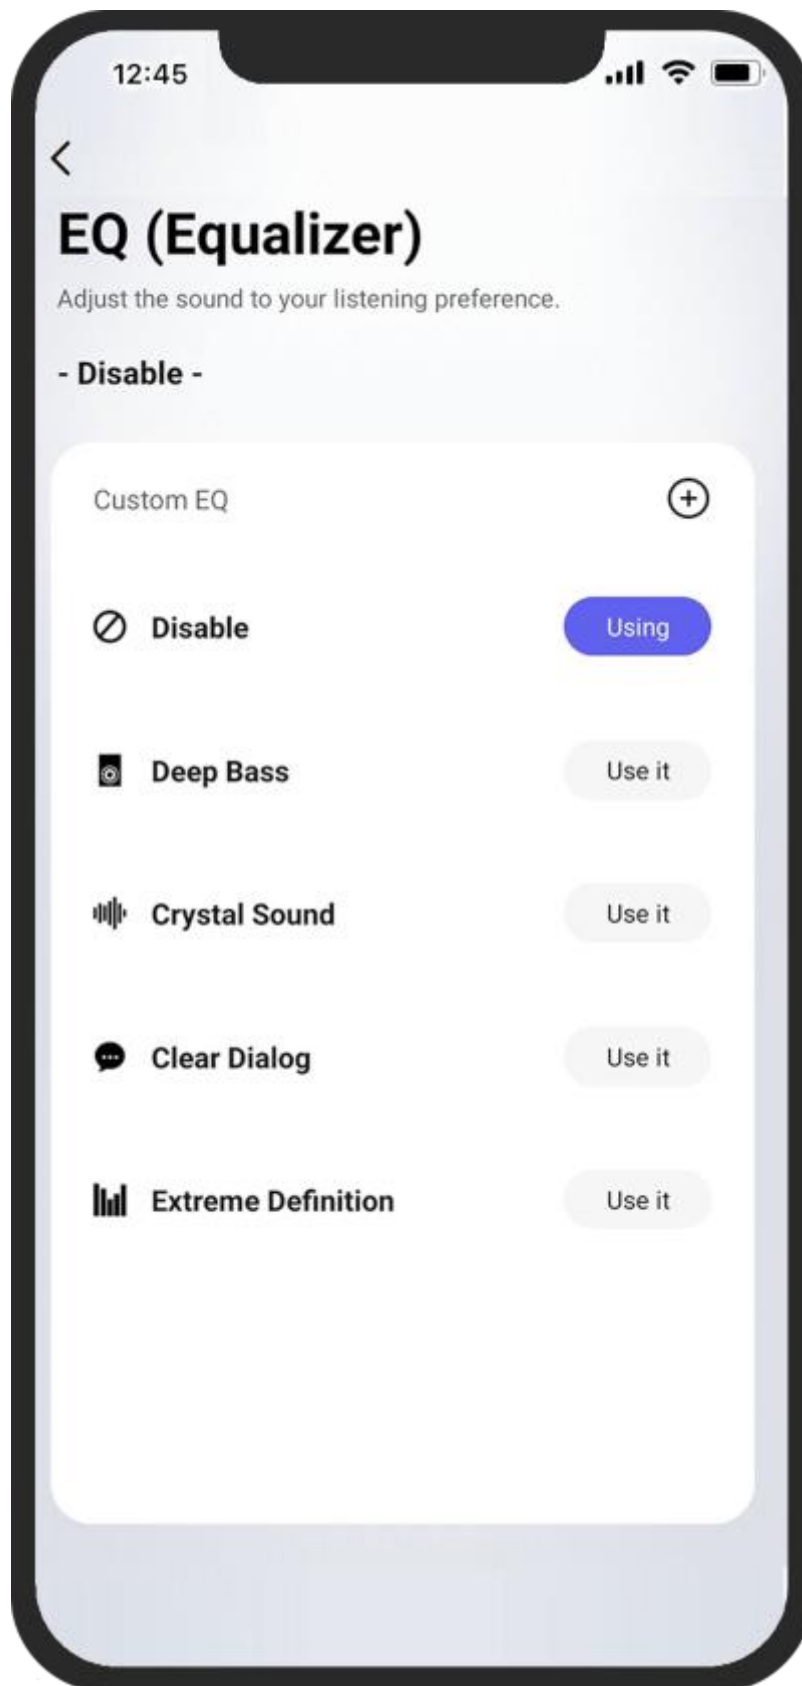 12:45
EQ (Equalizer)
Adjust the sound to your listening preference.
- Disable -
Custom EQ
Disable
Using
Deep Bass
Use it
Crystal Sound
Use it
Clear Dialog
Use it
Extreme Definition
Use it